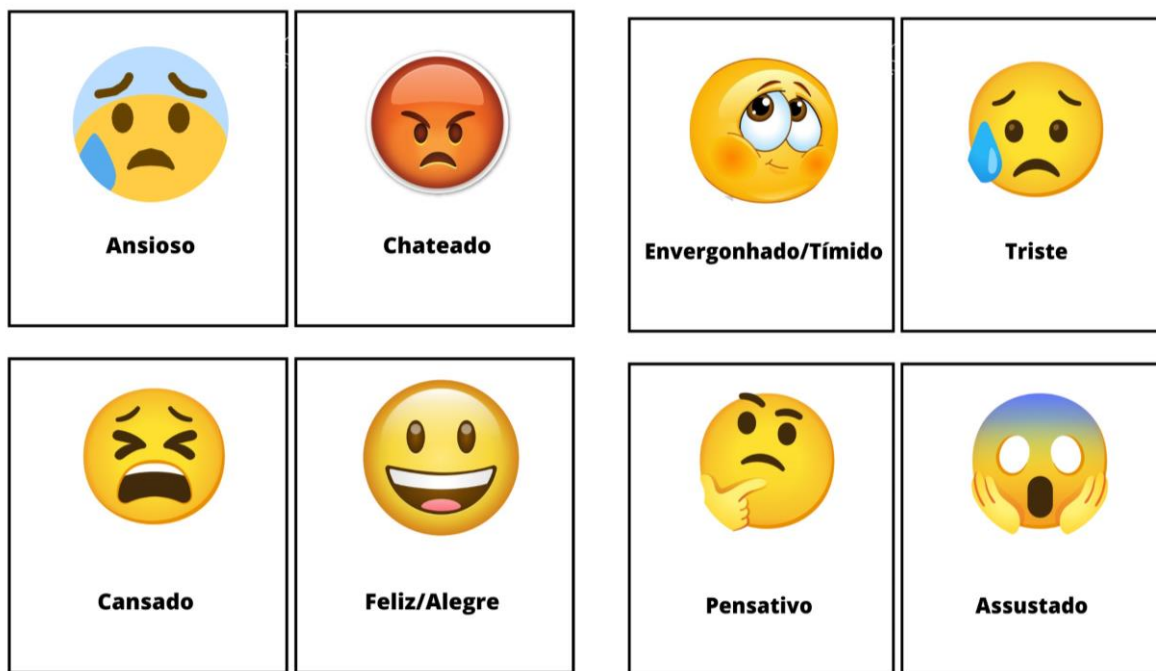 Ansioso
Chateado
Envergonhado/Tímido
Triste
Cansado
Feliz/Alegre
Pensativo
Assustado